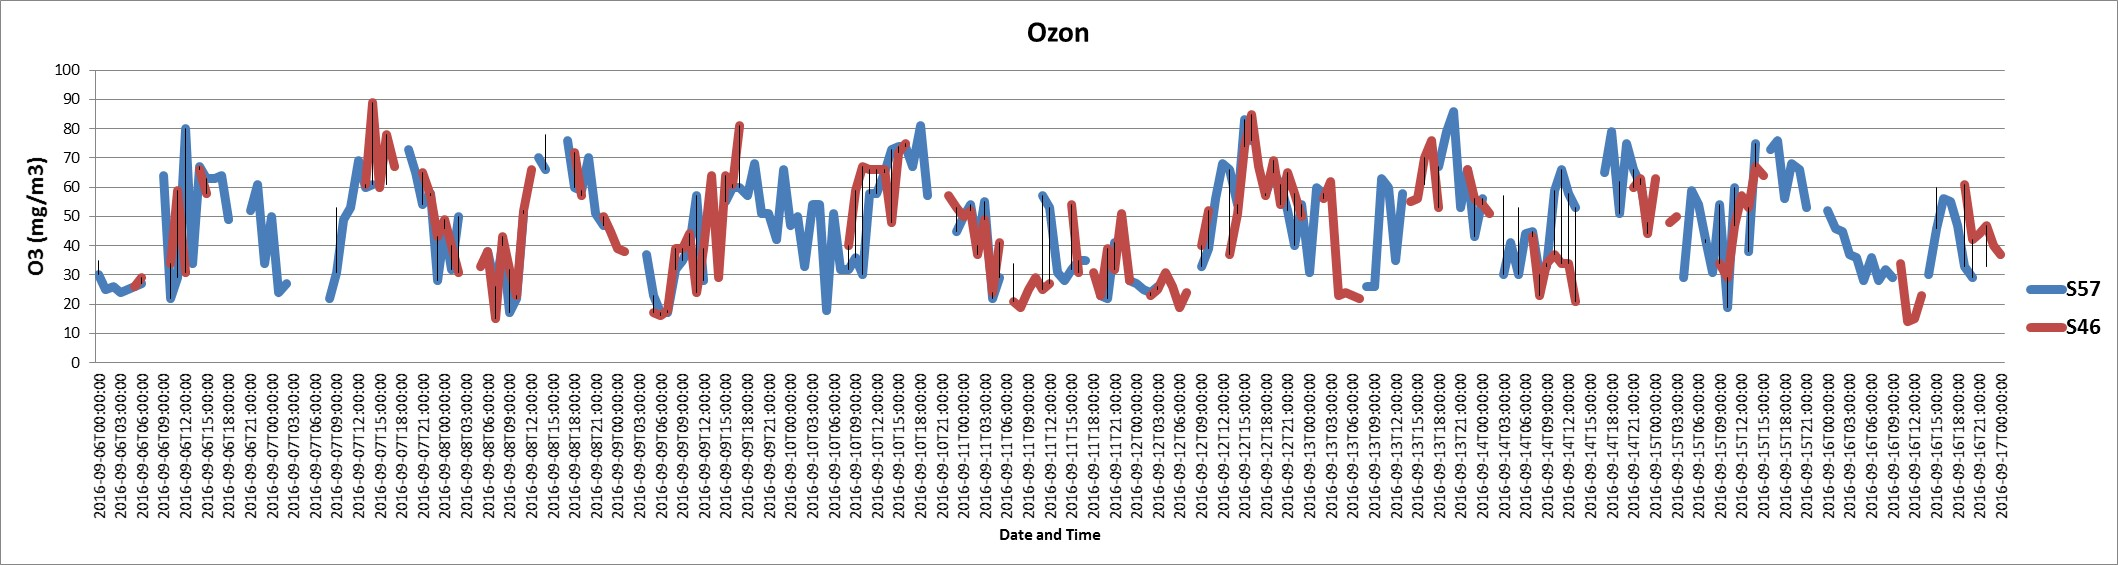 Ozon
O3 (mg/m3)
100
90
80
70
60
50
40
30
20
10
0
2016-09-06T00:00:00
2016-09-06T03:00:00
2016-09-06T06:00:00
2016-09-06T09:00:00
2016-09-06T12:00:00
2016-09-06T15:00:00
2016-09-06T18:00:00
2016-09-06T21:00:00
2016-09-07T00:00:00
2016-09-07T03:00:00
2016-09-07T06:00:00
2016-09-07T09:00:00
2016-09-07T12:00:00
2016-09-07T15:00:00
2016-09-07T18:00:00
2016-09-07T21:00:00
2016-09-08T00:00:00
2016-09-08T03:00:00
2016-09-08T06:00:00
2016-09-08T09:00:00
2016-09-08T12:00:00
2016-09-08T15:00:00
2016-09-08T18:00:00
2016-09-08T21:00:00
2016-09-09T00:00:00
2016-09-09T03:00:00
2016-09-09T06:00:00
2016-09-09T09:00:00
2016-09-09T12:00:00
2016-09-09T15:00:00
2016-09-09T18:00:00
2016-09-09T21:00:00
2016-09-10T00:00:00
2016-09-10T03:00:00
2016-09-10T06:00:00
2016-09-10T09:00:00
2016-09-10T12:00:00
2016-09-10T15:00:00
2016-09-10T18:00:00
2016-09-10T21:00:00
2016-09-11T00:00:00
2016-09-11T03:00:00
2016-09-11T06:00:00
2016-09-11T09:00:00
2016-09-11T12:00:00
2016-09-11T15:00:00
2016-09-11T18:00:00
2016-09-11T21:00:00
2016-09-12T00:00:00
2016-09-12T03:00:00
2016-09-12T06:00:00
2016-09-12T09:00:00
2016-09-12T12:00:00
2016-09-12T15:00:00
2016-09-12T18:00:00
2016-09-12T21:00:00
2016-09-13T00:00:00
2016-09-13T03:00:00
2016-09-13T06:00:00
2016-09-13T09:00:00
2016-09-13T12:00:00
2016-09-13T15:00:00
2016-09-13T18:00:00
2016-09-13T21:00:00
2016-09-14T00:00:00
2016-09-14T03:00:00
2016-09-14T06:00:00
2016-09-14T09:00:00
2016-09-14T12:00:00
2016-09-14T15:00:00
2016-09-14T18:00:00
2016-09-14T21:00:00
2016-09-15T00:00:00
2016-09-15T03:00:00
2016-09-15T06:00:00
2016-09-15T09:00:00
2016-09-15T12:00:00
2016-09-15T15:00:00
2016-09-15T18:00:00
2016-09-15T21:00:00
2016-09-16T00:00:00
2016-09-16T03:00:00
2016-09-16T06:00:00
2016-09-16T09:00:00
2016-09-16T12:00:00
2016-09-16T15:00:00
2016-09-16T18:00:00
2016-09-16T21:00:00
2016-09-17T00:00:00
Date and Time
S57
S46